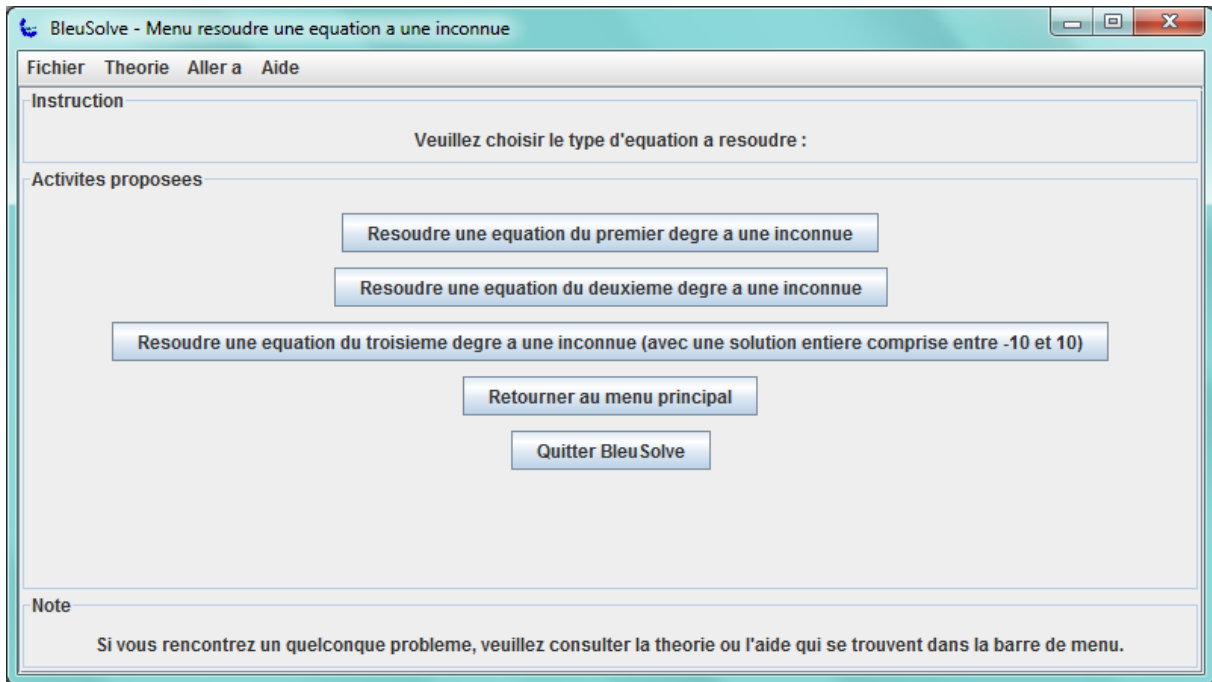 BleuSolve - Menu resoudre une equation a une inconnue
Fichier Theorie Aller a Aide
Instruction
Veuillez choisir le type d'equation a resoudre :
Activites proposees
Resoudre une equation du premier degre a une inconnue
Resoudre une equation du deuxieme degre a une inconnue
Resoudre une equation du troisieme degre a une inconnue (avec une solution entiere comprise entre -10 et 10)
Retourner au menu principal
Quitter BleuSolve
Note
Si vous rencontrez un quelconque probleme, veuillez consulter la theorie ou l'aide qui se trouvent dans la barre de menu.